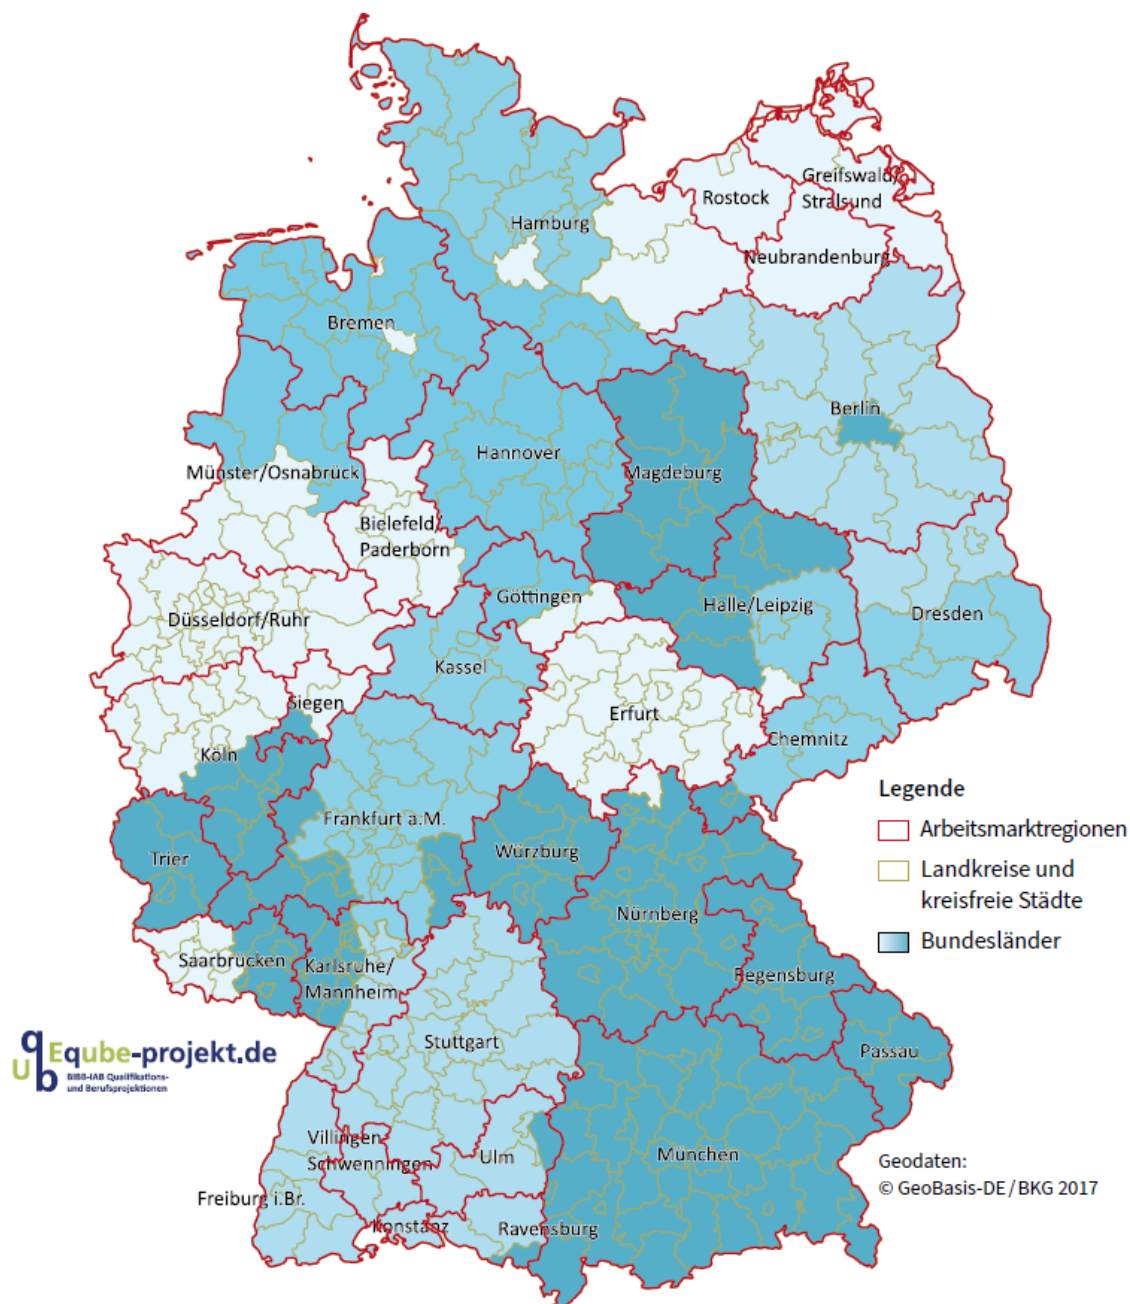 Greifswald/
Stralsund
Rostock
Hamburg
Neubrandenburg
Bremen
Berlin
Hannover
Münster/Osnabrück
Magdeburg
Bielefeld/
Paderborn
Göttingen
Halle/Leipzig
Düsseldorf/Ruhr
Dresden
Kassel
Siegen
Erfurt
Chemnitz
Köln
Legende
Arbeitsmarktregionen
Landkreise und
kreisfreie Städte
Bundesländer
Frankfurt a.M.
Trier
Würzburg
Nürnberg
Saarbrücken
Karlsruhe/
Mannheim
Regensburg
Stuttgart
Passau
qube
Eqube-projekt.de
BIBB-IAB Qualifikations-
und Berufsprojektionen
Villingen-
Schwenningen
Ulm
München
Freiburg i.Br.
Konstanz
Ravensburg
Geodaten:
© GeoBasis-DE/BKG 2017